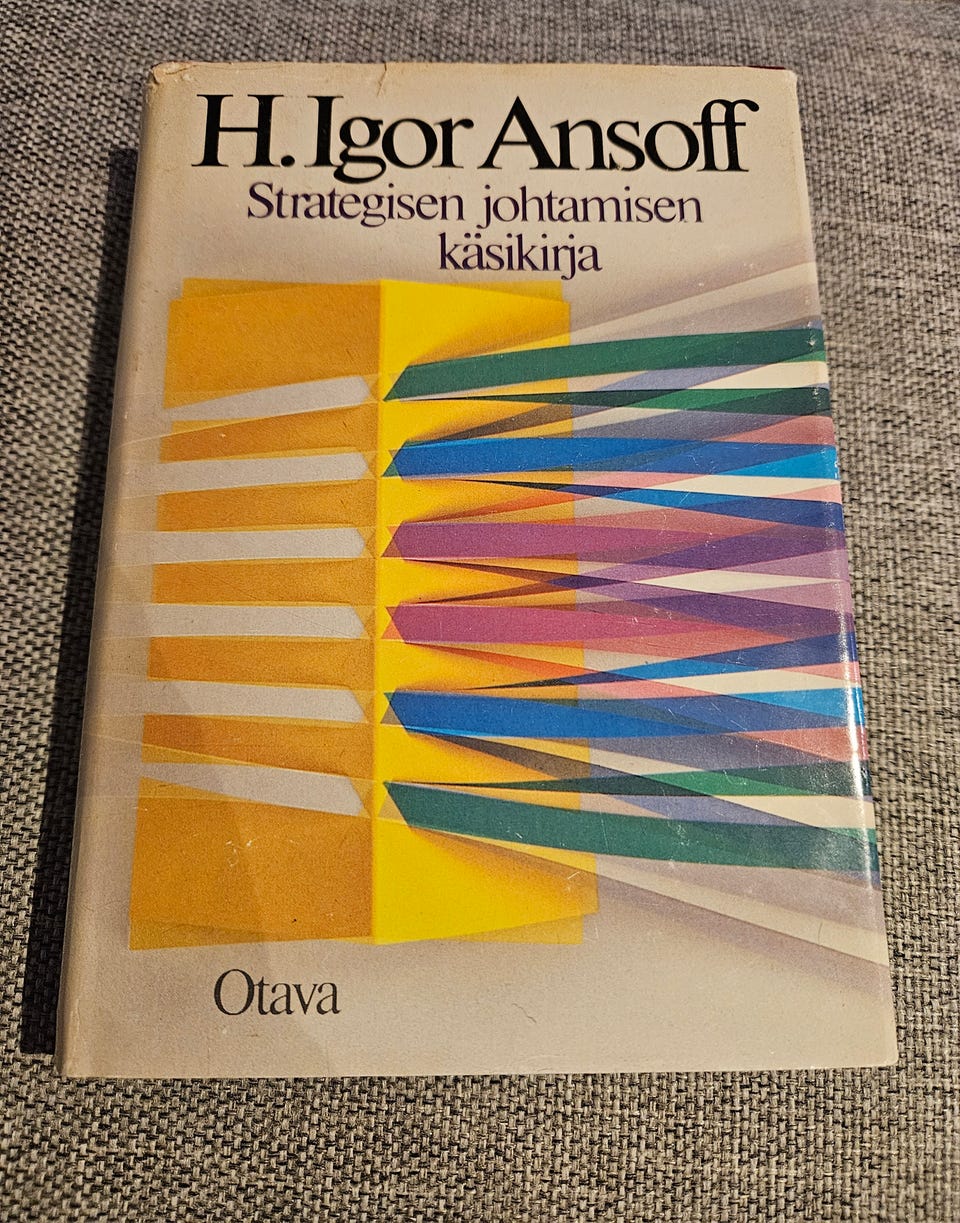 H. Igor Ansoff
Strategisen johtamisen
käsikirja
Otava